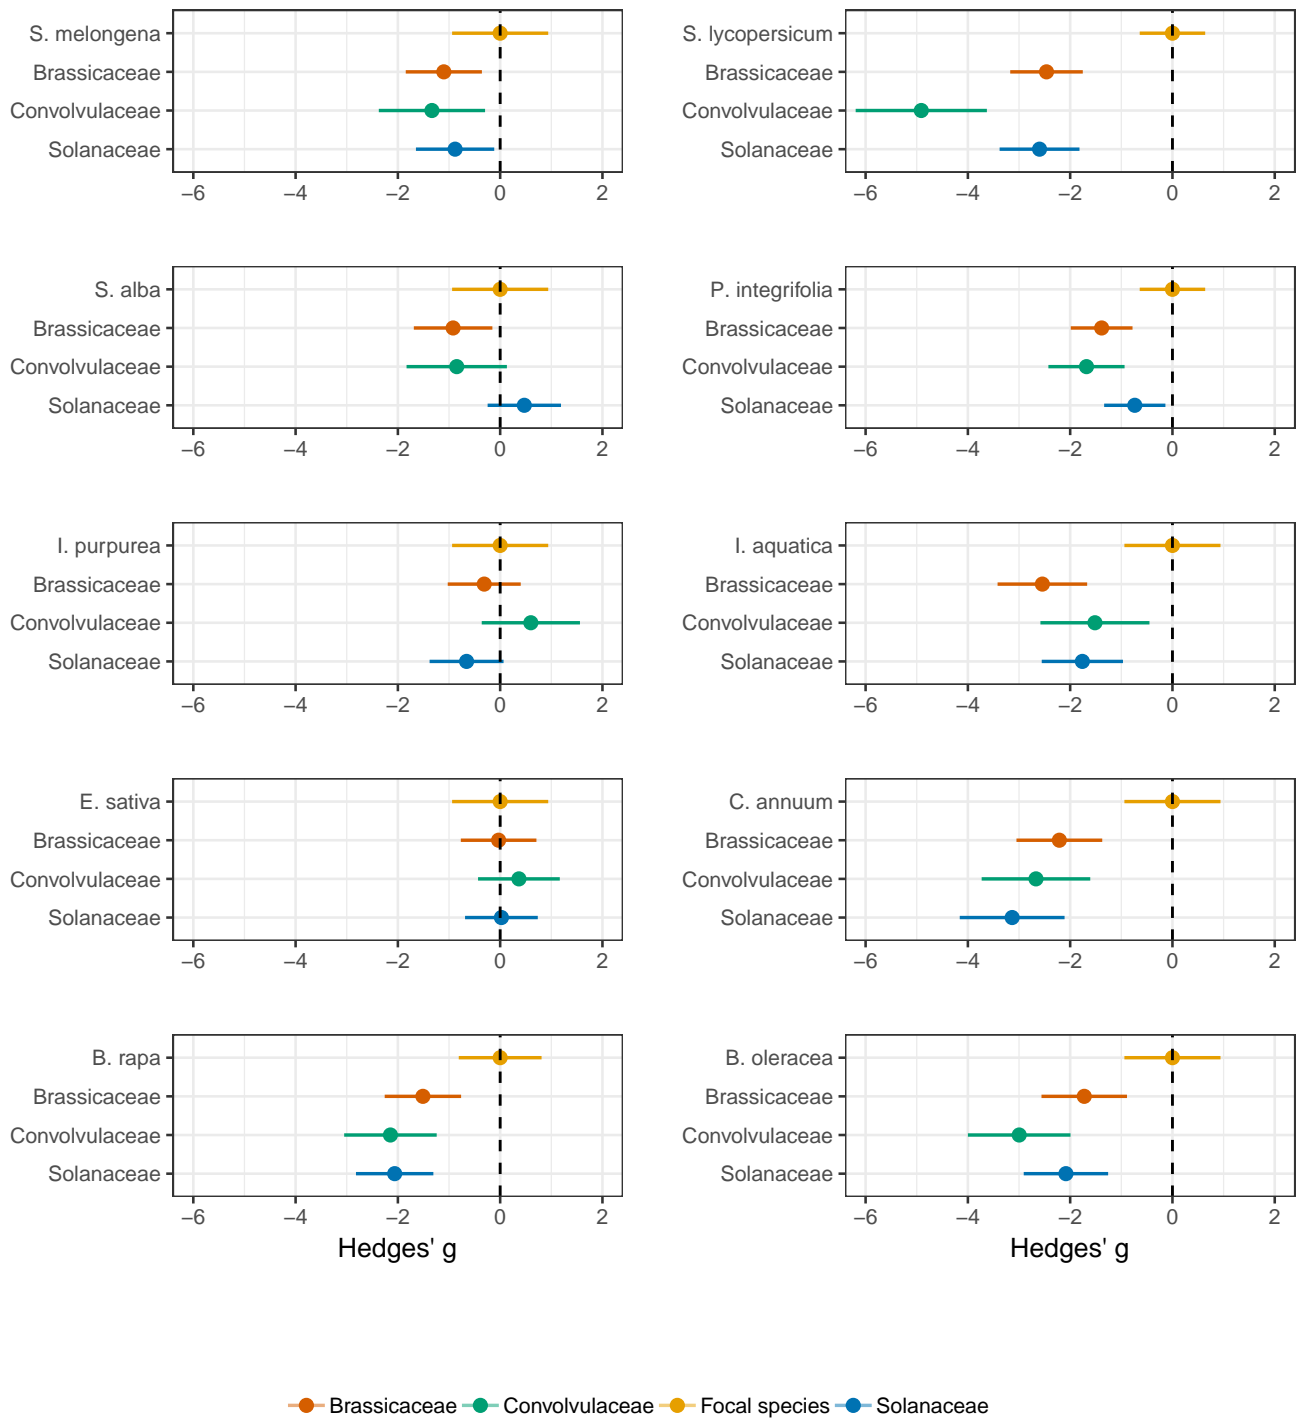 S. melongena
Brassicaceae
Convolvulaceae
Solanaceae
−6 −4 −2 0 2
S. lycopersicum
Brassicaceae
Convolvulaceae
Solanaceae
−6 −4 −2 0 2
S. alba
Brassicaceae
Convolvulaceae
Solanaceae
−6 −4 −2 0 2
P. integrifolia
Brassicaceae
Convolvulaceae
Solanaceae
−6 −4 −2 0 2
I. purpurea
Brassicaceae
Convolvulaceae
Solanaceae
−6 −4 −2 0 2
I. aquatica
Brassicaceae
Convolvulaceae
Solanaceae
−6 −4 −2 0 2
E. sativa
Brassicaceae
Convolvulaceae
Solanaceae
−6 −4 −2 0 2
C. annuum
Brassicaceae
Convolvulaceae
Solanaceae
−6 −4 −2 0 2
B. rapa
Brassicaceae
Convolvulaceae
Solanaceae
−6 −4 −2 0 2
Hedges' g
B. oleracea
Brassicaceae
Convolvulaceae
Solanaceae
−6 −4 −2 0 2
Hedges' g
Brassicaceae Convolvulaceae Focal species Solanaceae